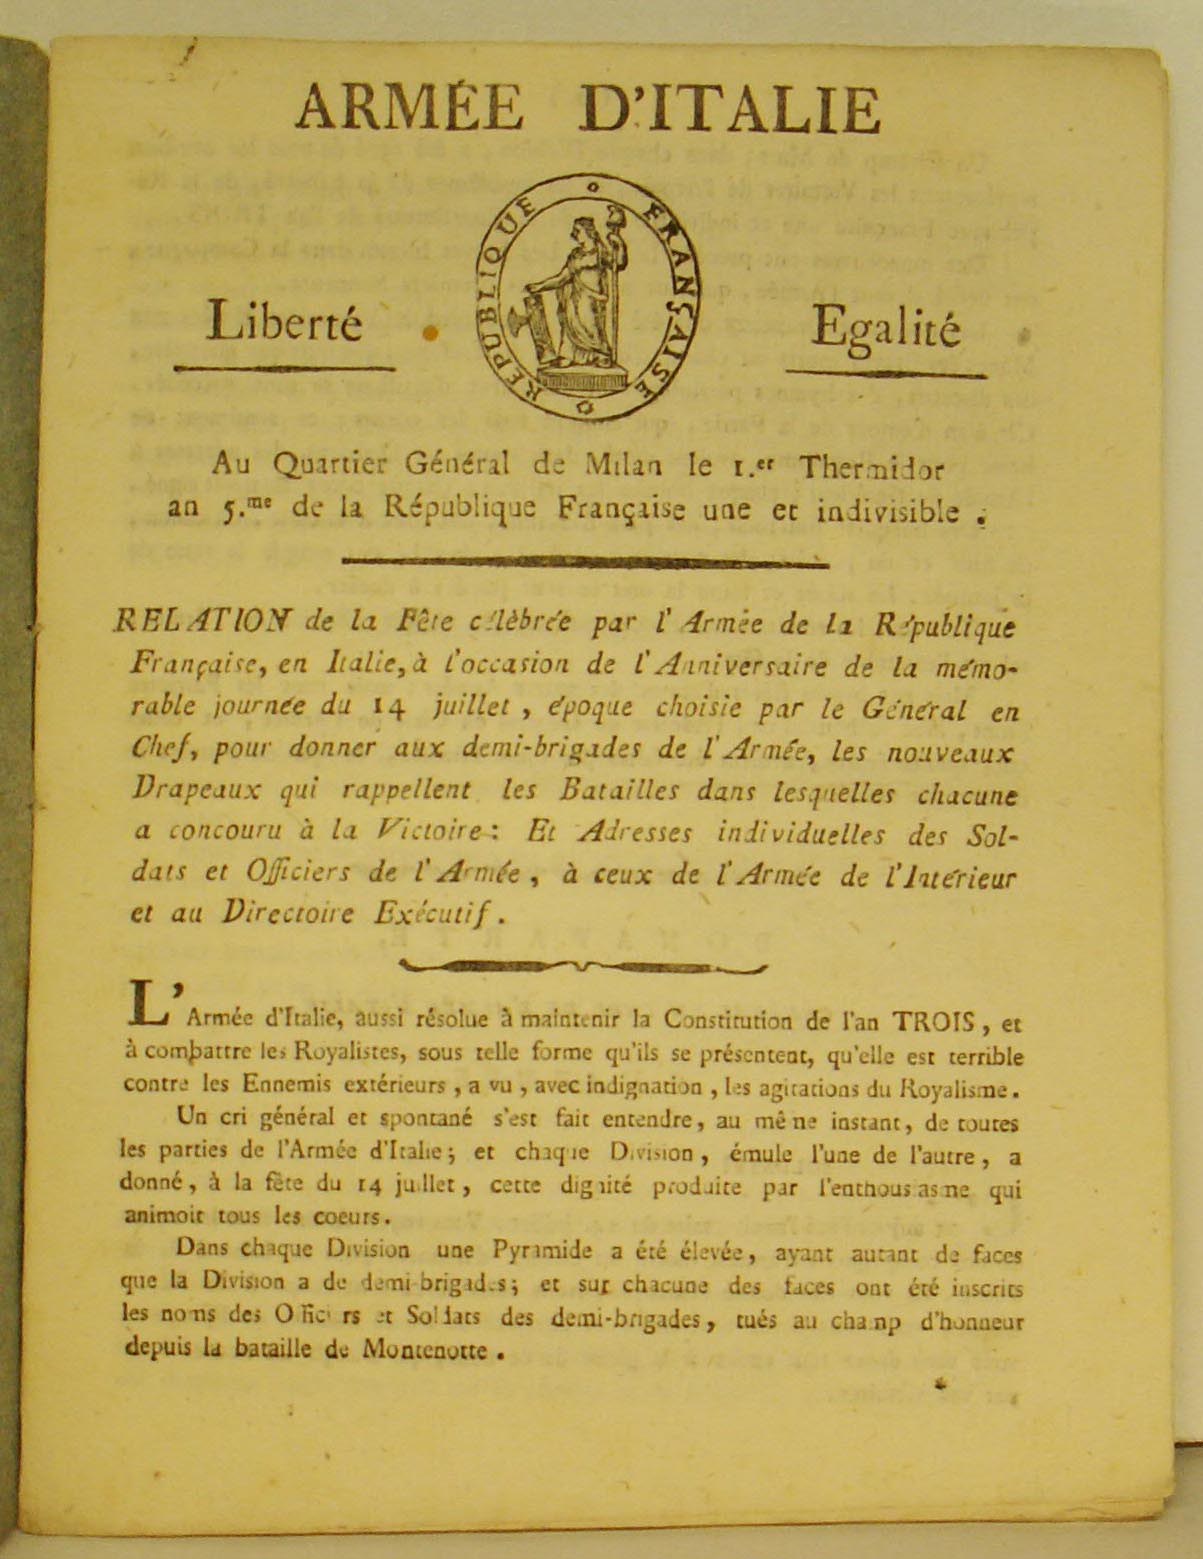 ARMÉE D'ITALIE
RÉPUBLIQUE FRANÇAISE
Liberté Egalité
Au Quartier Général de Milan le 1.er Thermidor
an 5.me de la République Française une et indivisible .
RELATION de la Fête célèbrée par l'Armée de la République
Française, en Italie, à l'occasion de l'Anniversaire de la mémo-
rable journée du 14 juillet , époque choisie par le Général en
Chef, pour donner aux demi-brigades de l'Armée, les nouveaux
Drapeaux qui rappellent les Batailles dans lesquelles chacune
a concouru à la Victoire : Et Adresses individuelles des Sol-
dats et Officiers de l'Armée , à ceux de l'Armée de l'Intérieur
et au Directoire Exécutif .
L'Armée d'Italie, aussi résolue à maintenir la Constitution de l'an TROIS , et
à combattre les Royalistes, sous telle forme qu'ils se présentent, qu'elle est terrible
contre les Ennemis extérieurs , a vu , avec indignation , les agitations du Royalisme .
Un cri général et spontané s'est fait entendre, au même instant, de toutes
les parties de l'Armée d'Italie ; et chaque Division , émule l'une de l'autre , a
donné , à la fête du 14 juillet , cette dignité produite par l'enthousiasme qui
animoit tous les coeurs .
Dans chaque Division une Pyramide a été élevée, ayant autant de faces
que la Division a de demi-brigades ; et sur chacune des faces ont été inscrits
les noms des Officiers et Soldats des demi-brigades, tués au champ d'honneur
depuis la bataille de Montenotte .